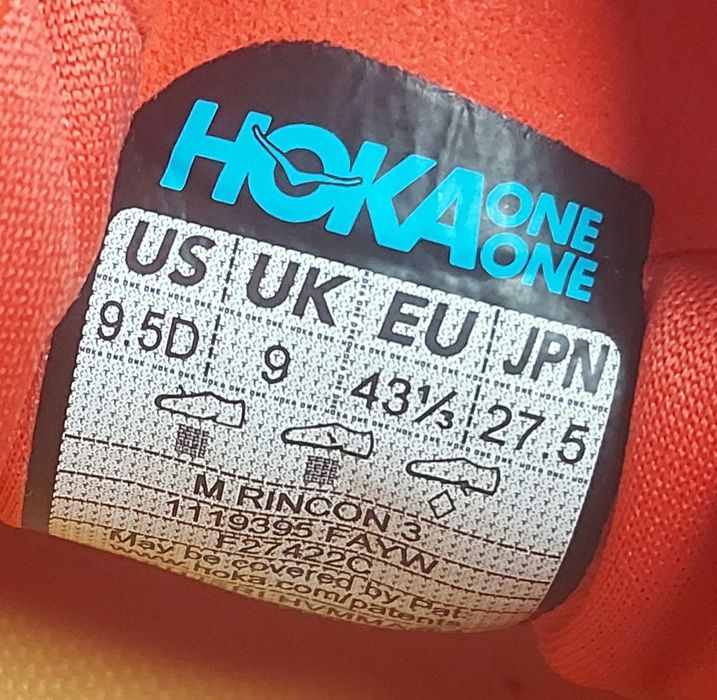 HOKA ONE ONE
US UK EU JPN
9.5D 9 43⅓ 27.5
M RINCON 3
1119395 FAYW
F27422C
May be covered by Pat.
www.hoka.com/patents